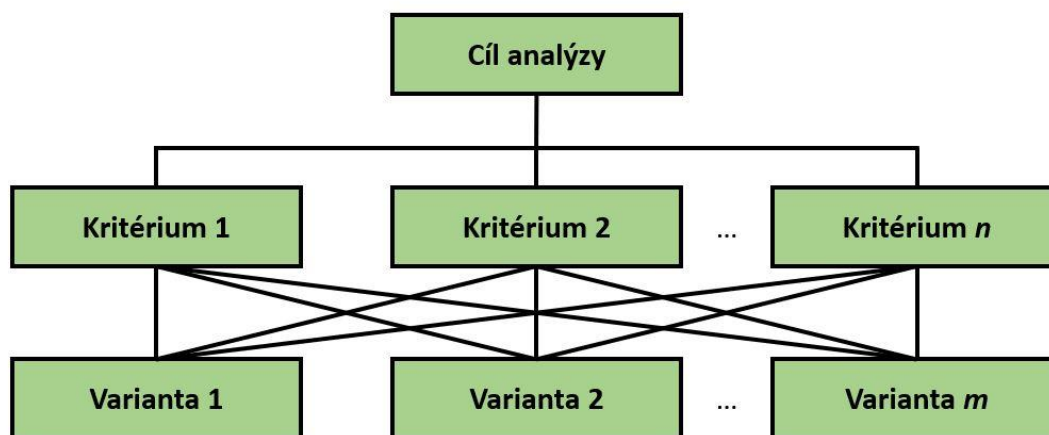 Cíl analýzy
Kritérium 1
Kritérium 2
...
Kritérium n
Varianta 1
Varianta 2
...
Varianta m